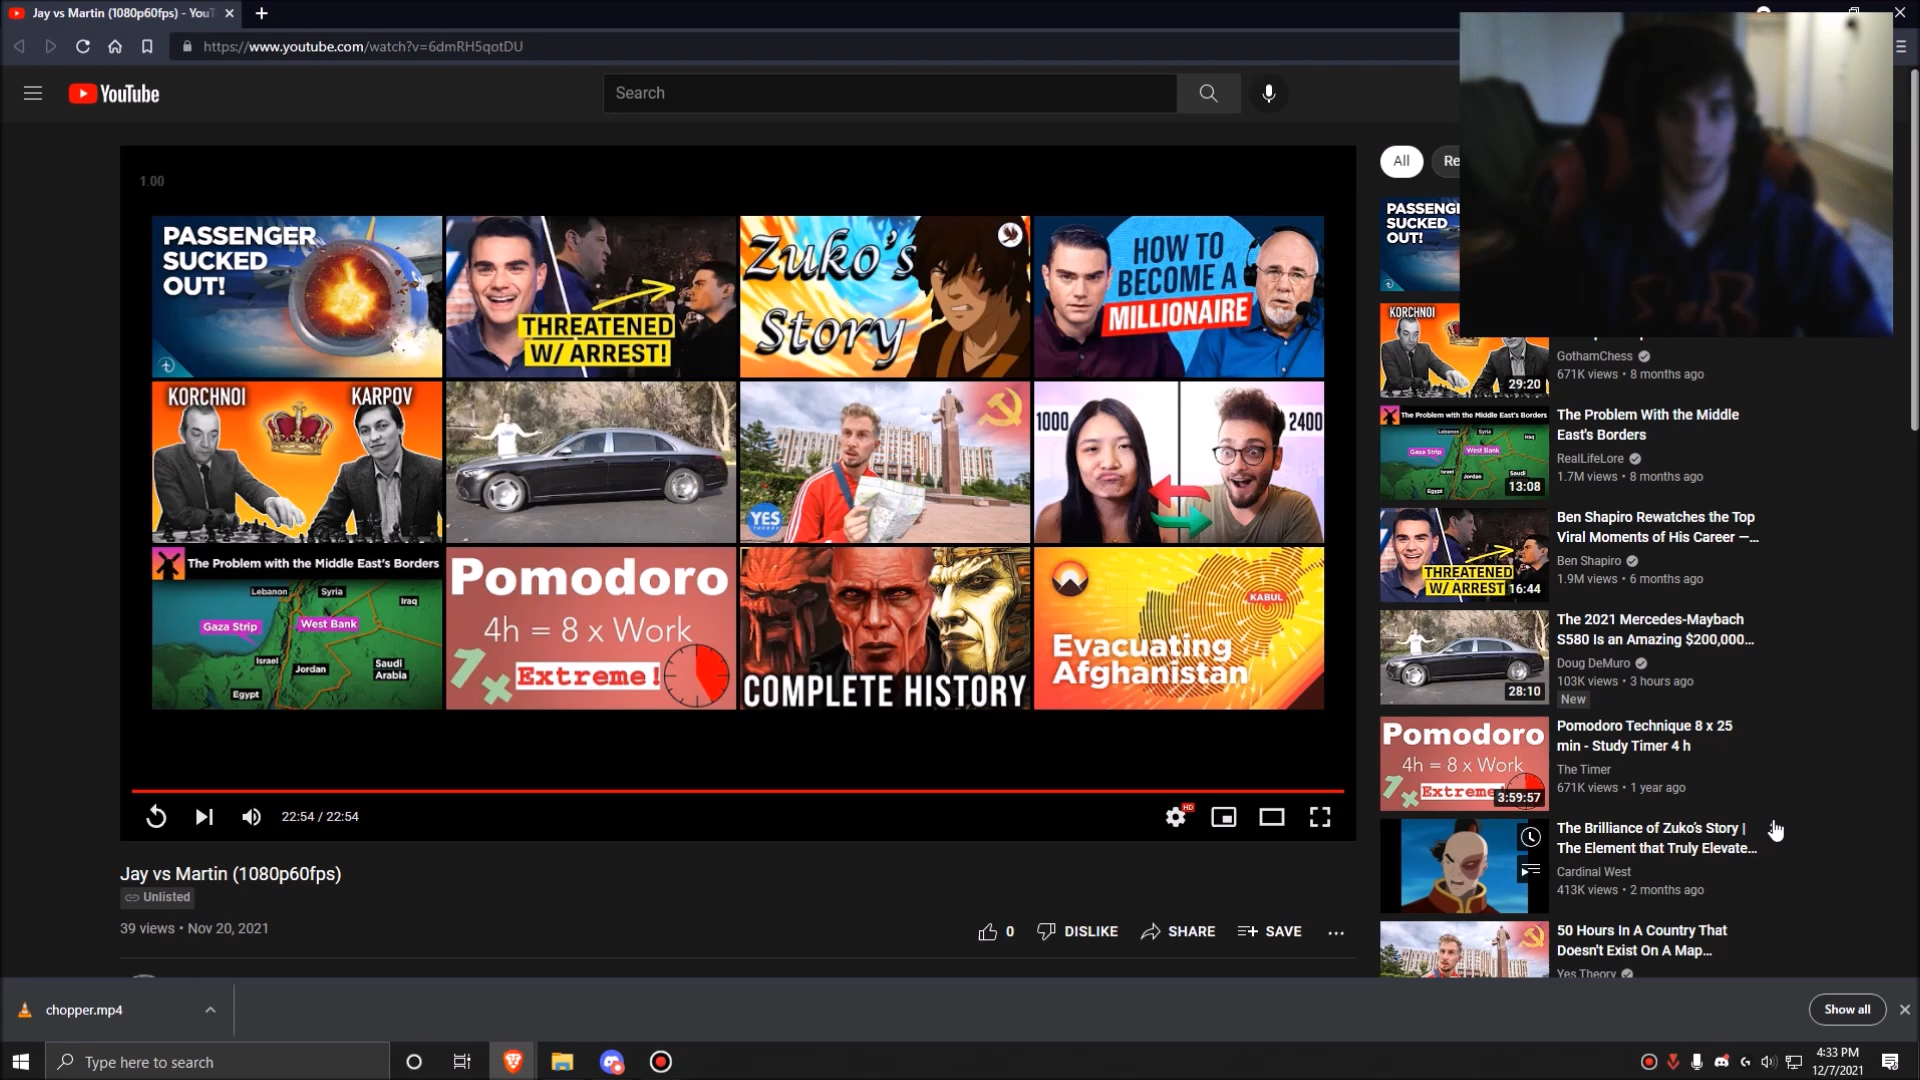 Jay vs Martin (1080p60fps) - YouT
https://www.youtube.com/watch?v=6dmRH5qotDU
YouTube
Search
1.00
PASSENGER
SUCKED
OUT!
THREATENED
W/ ARREST!
Zuko's
Story
HOW TO
BECOME A
MILLIONAIRE
KORCHNOI
KARPOV
YES
1000
2400
The Problem with the Middle East's Borders
Lebanon
Syria
Iraq
Gaza Strip
West Bank
Israel
Jordan
Saudi
Arabia
Egypt
Pomodoro
4h = 8 x Work
1x Extreme!
COMPLETE HISTORY
KABUL
Evacuating
Afghanistan
22:54 / 22:54
HD
Jay vs Martin (1080p60fps)
Unlisted
39 views • Nov 20, 2021
0
DISLIKE
SHARE
SAVE
All
Re
PASSENG
SUCKED
OUT!
KORCHNOI
29:20
GothamChess
671K views • 8 months ago
The Problem with the Middle East's Borders
Lebanon
Syria
Iraq
Gaza Strip
West Bank
Israel
Jordan
Saudi
Egypt
13:08
The Problem With the Middle
East's Borders
RealLifeLore
1.7M views • 8 months ago
THREATENED
W/ ARREST
16:44
Ben Shapiro Rewatches the Top
Viral Moments of His Career —...
Ben Shapiro
1.9M views • 6 months ago
28:10
The 2021 Mercedes-Maybach
S580 Is an Amazing $200,000...
Doug DeMuro
103K views • 3 hours ago
New
Pomodoro
4h = 8 x Work
1x Extreme
3:59:57
Pomodoro Technique 8 x 25
min - Study Timer 4 h
The Timer
671K views • 1 year ago
The Brilliance of Zuko's Story |
The Element that Truly Elevate...
Cardinal West
413K views • 2 months ago
50 Hours In A Country That
Doesn't Exist On A Map...
Yes Theory
chopper.mp4
Show all
Type here to search
4:33 PM
12/7/2021